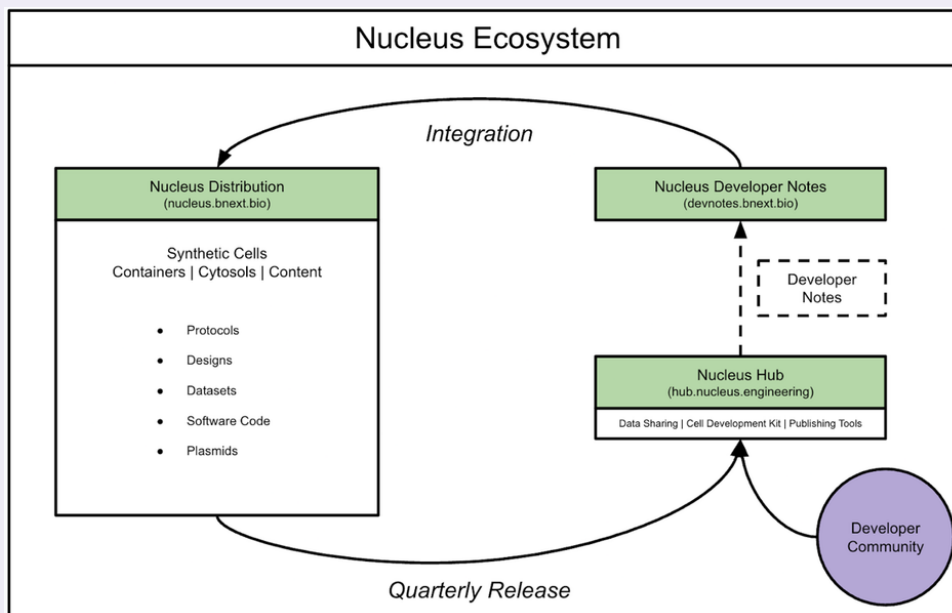 Nucleus Ecosystem
Integration
Nucleus Distribution
(nucleus.bnext.bio)
Synthetic Cells
Containers | Cytosols | Content
● Protocols
● Designs
● Datasets
● Software Code
● Plasmids
Nucleus Developer Notes
(devnotes.bnext.bio)
Developer
Notes
Nucleus Hub
(hub.nucleus.engineering)
Data Sharing | Cell Development Kit | Publishing Tools
Developer
Community
Quarterly Release